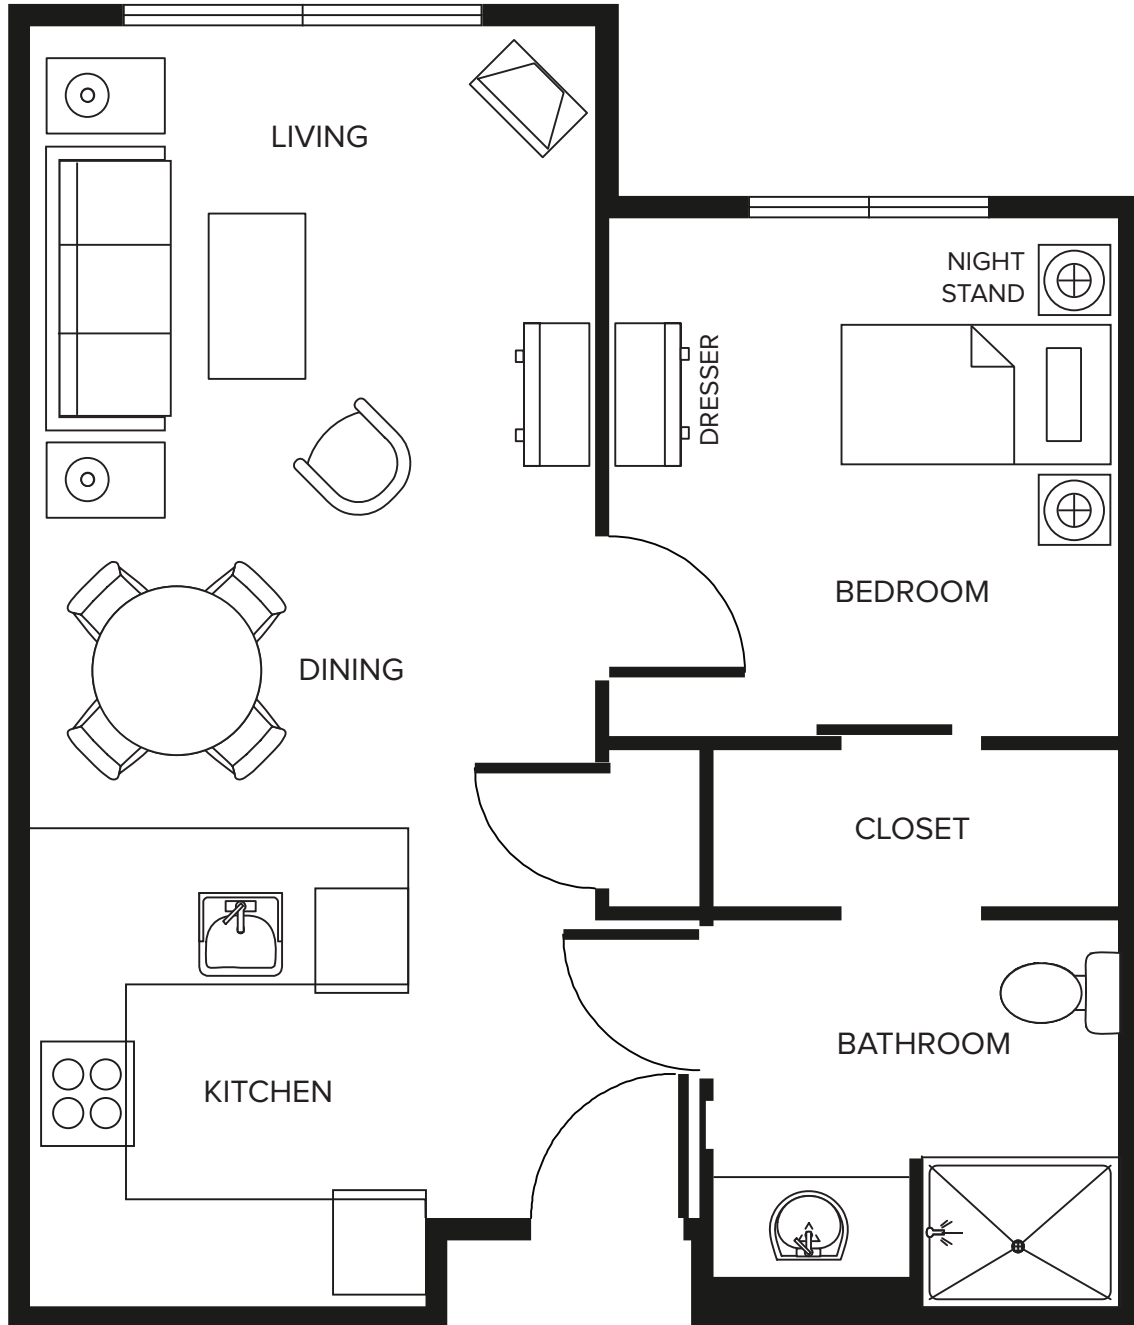 LIVING
NIGHT
STAND
DRESSER
BEDROOM
DINING
CLOSET
BATHROOM
KITCHEN